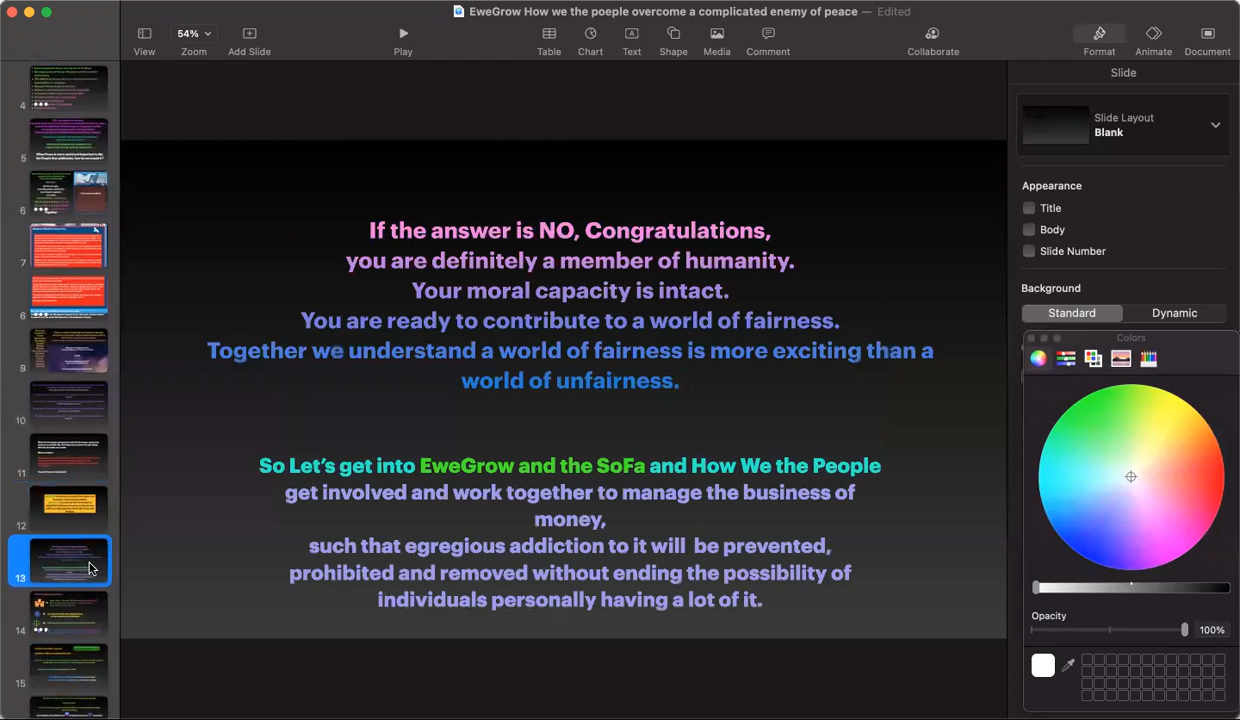 EweGrow How we the poeple overcome a complicated enemy of peace — Edited
54%
View Zoom Add Slide Play Table Chart Text Shape Media Comment Collaborate Format Animate Document
Slide
Slide Layout
Blank
Appearance
Title
Body
Slide Number
Background
Standard Dynamic
Colors
Opacity
100%
4
5
6
7
6
9
10
11
12
13
14
15
If the answer is NO, Congratulations,
you are definitely a member of humanity.
Your moral capacity is intact.
You are ready to contribute to a world of fairness.
Together we understand a world of fairness is more exciting than a
world of unfairness.
So Let's get into EweGrow and the SoFa and How We the People
get involved and work together to manage the business of
money,
such that egregious addiction to it will be prevented,
prohibited and removed without ending the possibility of
individuals personally having a lot of it.